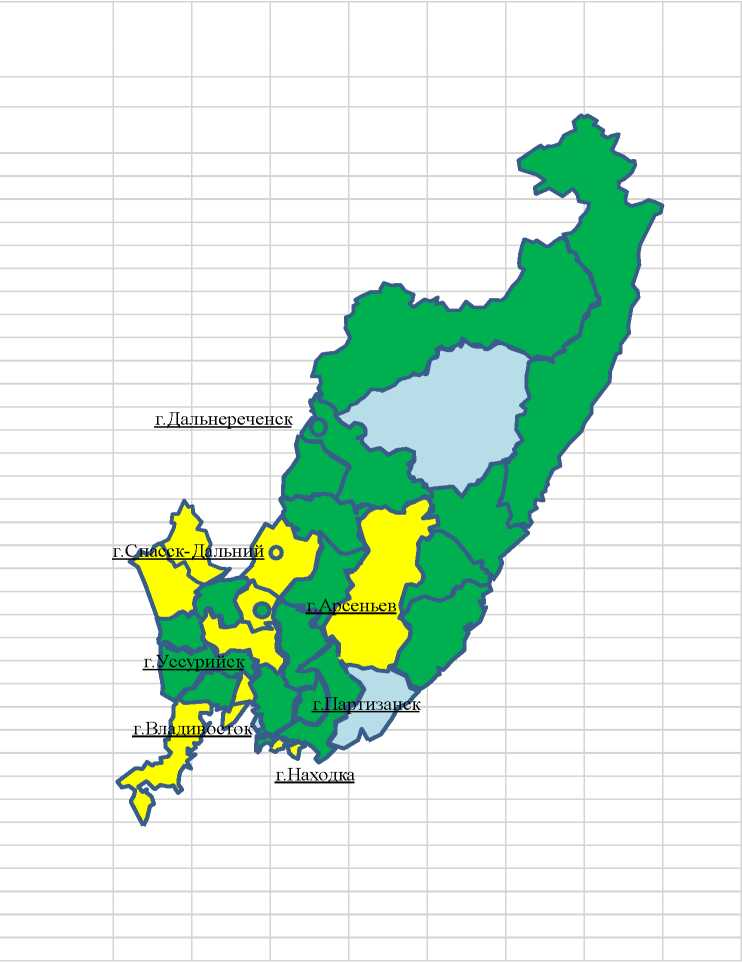 г.Дальнереченск
г.Спасск-Дальний
г.Арсеньев
г.Уссурийск
г.Партизанск
г.Владивосток
г.Находка